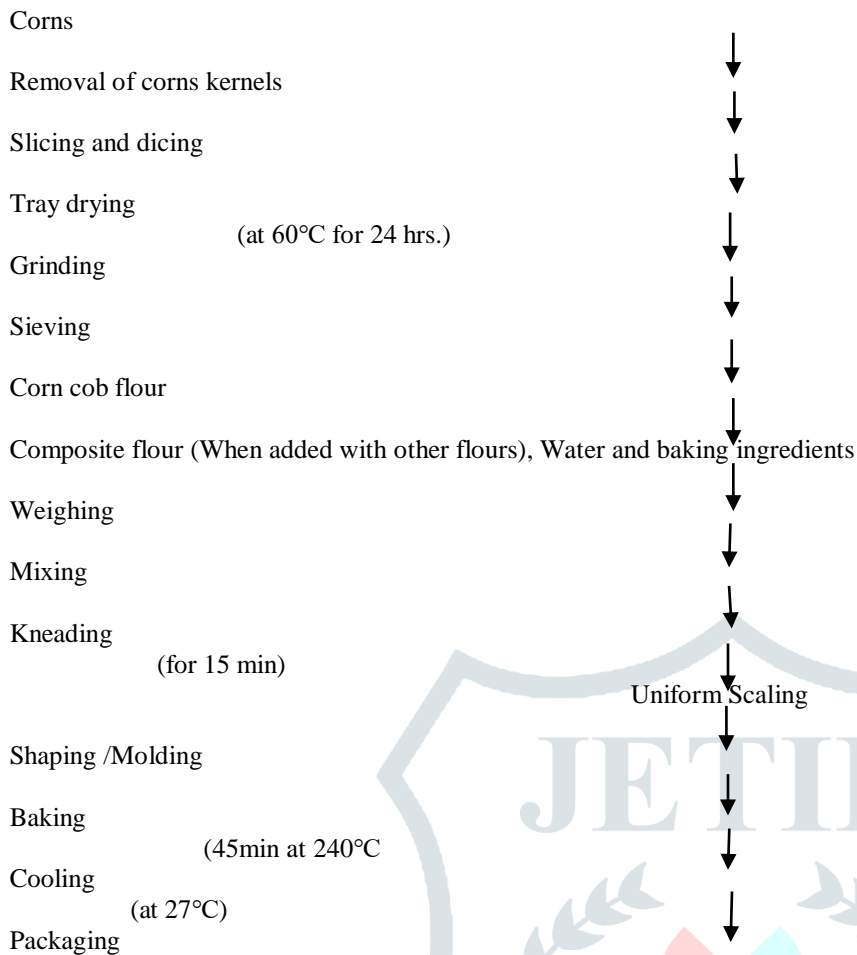 Corns
Removal of corns kernels
Slicing and dicing
Tray drying
(at 60°C for 24 hrs.)
Grinding
Sieving
Corn cob flour
Composite flour (When added with other flours), Water and baking ingredients
Weighing
Mixing
Kneading
(for 15 min)
Uniform Scaling
Shaping /Molding
Baking
(45min at 240°C
Cooling
(at 27°C)
Packaging